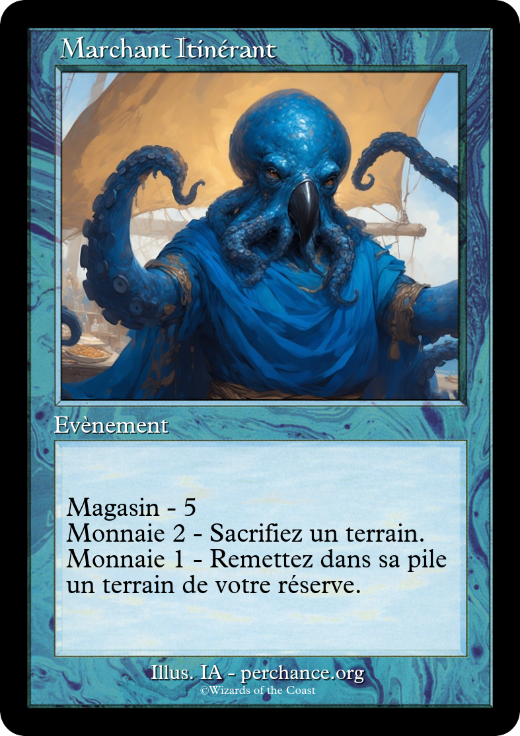 Marchant Itinérant
Evènement
Magasin - 5
Monnaie 2 - Sacrifiez un terrain.
Monnaie 1 - Remettez dans sa pile
un terrain de votre réserve.
Illus. IA - perchance.org
©Wizards of the Coast